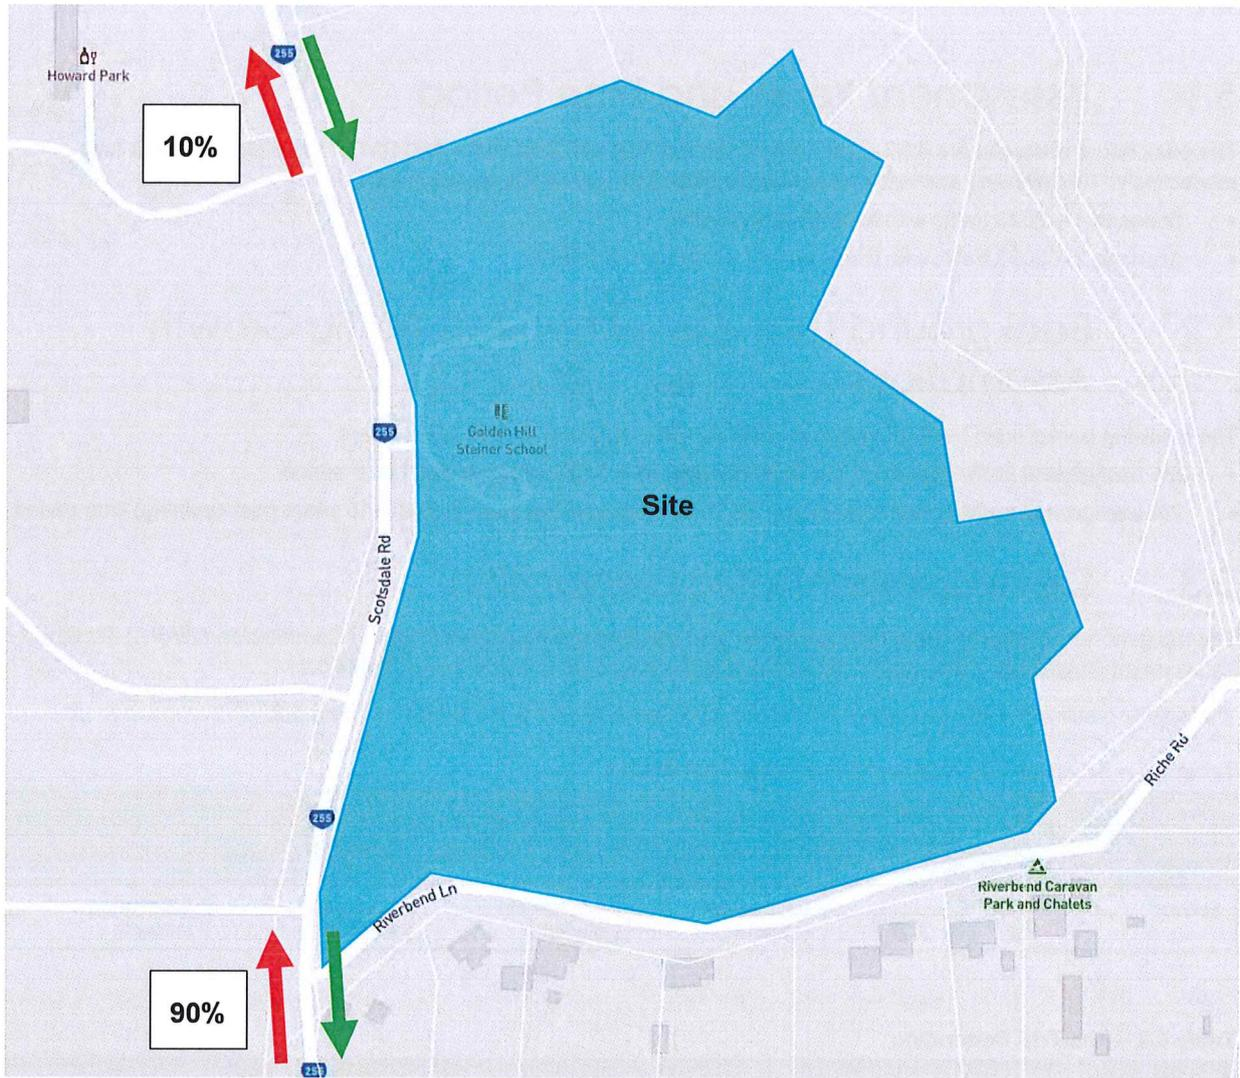 255
Howard Park
10%
255
Golden Hill
Steiner School
Site
Scotsdale Rd
Riche Rd
255
Riverbend Ln
Riverbend Caravan
Park and Chalets
90%
255